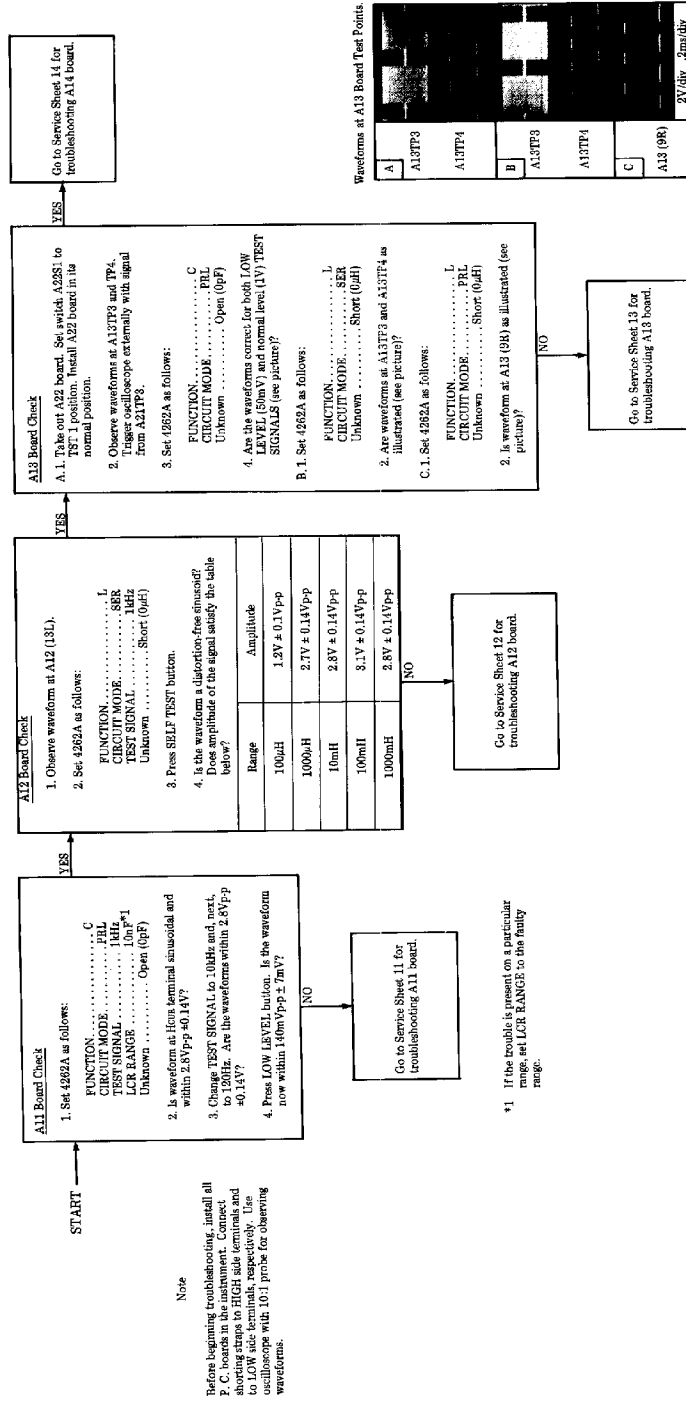 START
A11 Board Check
1. Set 4262A as follows:
FUNCTION................C
CIRCUIT MODE.........PRL
TEST SIGNAL..........1kHz
LCR RANGE..........10nF*1
Unknown..........Open (0pF)
2. Is waveform at HCUR terminal sinusoidal and
within 2.8Vp-p ±0.14V?
3. Change TEST SIGNAL to 10kHz and, next,
to 120Hz. Are the waveforms within 2.8Vp-p
±0.14V?
4. Press LOW LEVEL button. Is the waveform
now within 140mVp-p ± 7mV?
NO
Go to Service Sheet 11 for
troubleshooting A11 board.
YES
Note
Before beginning troubleshooting, install all
P. C. boards in the instrument. Connect
shorting straps to HIGH side terminals and
to LOW side terminals, respectively. Use
oscilloscope with 10:1 probe for observing
waveforms.
*1 If the trouble is present on a particular
range, set LCR RANGE to the faulty
range.
A12 Board Check
1. Observe waveform at A12 (13L).
2. Set 4262A as follows:
FUNCTION................L
CIRCUIT MODE.........SER
TEST SIGNAL..........1kHz
Unknown..........Short (0μH)
3. Press SELF TEST button.
4. Is the waveform a distortion-free sinusoid?
Does amplitude of the signal satisfy the table
below?
Range Amplitude
100μH 1.2V ± 0.1Vp-p
1000μH 2.7V ± 0.14Vp-p
10mH 2.8V ± 0.14Vp-p
100mH 3.1V ± 0.14Vp-p
1000mH 2.8V ± 0.14Vp-p
NO
Go to Service Sheet 12 for
troubleshooting A12 board.
YES
A13 Board Check
A. 1. Take out A22 board. Set switch A22S1 to
TST 1 position. Install A22 board in its
normal position.
2. Observe waveforms at A13TP3 and TP4.
Trigger oscilloscope externally with signal
from A21TP3.
3. Set 4262A as follows:
FUNCTION................C
CIRCUIT MODE.........PRL
Unknown..........Open (0pF)
4. Are the waveforms correct for both LOW
LEVEL (50mV) and normal level (1V) TEST
SIGNALS (see picture)?
B. 1. Set 4262A as follows:
FUNCTION................L
CIRCUIT MODE.........SER
Unknown..........Short (0μH)
2. Are waveforms at A13TP3 and A13TP4 as
illustrated (see picture)?
C. 1. Set 4262A as follows:
FUNCTION................L
CIRCUIT MODE.........PRL
Unknown..........Short (0μH)
2. Is waveform at A13 (9R) as illustrated (see
picture)?
NO
Go to Service Sheet 13 for
troubleshooting A13 board.
YES
Go to Service Sheet 14 for
troubleshooting A14 board.
Waveforms at A13 Board Test Points.
A
A13TP3
A13TP4
B
A13TP3
A13TP4
C
A13 (9R)
2V/div .2ms/div